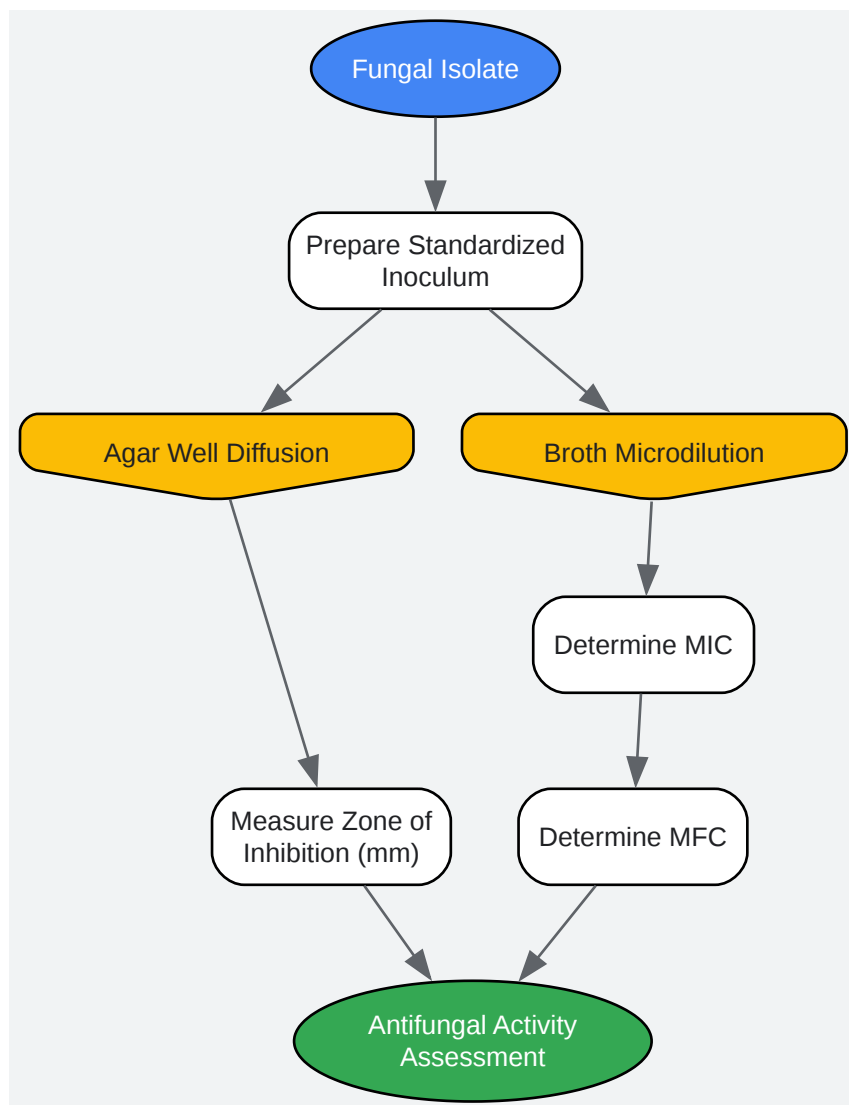 Fungal Isolate
Prepare Standardized
Inoculum
Agar Well Diffusion
Broth Microdilution
Determine MIC
Measure Zone of
Inhibition (mm)
Determine MFC
Antifungal Activity
Assessment